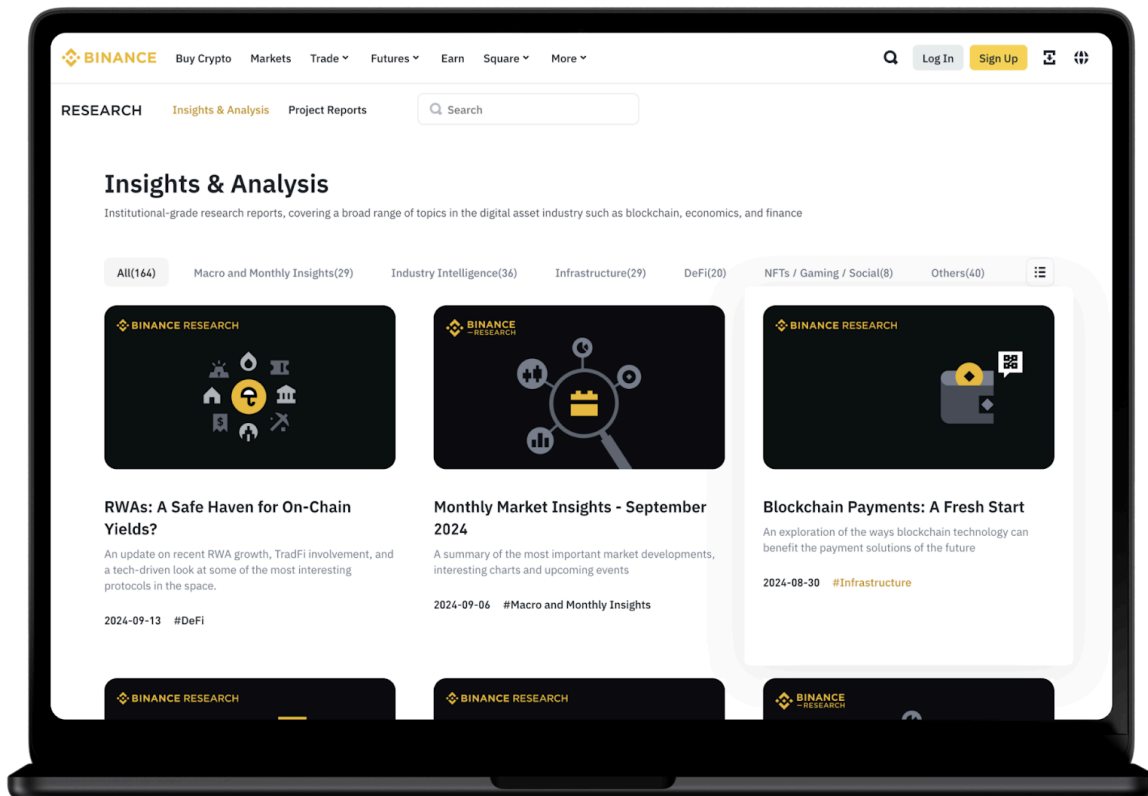 BINANCE Buy Crypto Markets Trade Futures Earn Square More Log In Sign Up
RESEARCH Insights & Analysis Project Reports Search
Insights & Analysis
Institutional-grade research reports, covering a broad range of topics in the digital asset industry such as blockchain, economics, and finance
All(164) Macro and Monthly Insights(29) Industry Intelligence(36) Infrastructure(29) DeFi(20) NFTs / Gaming / Social(8) Others(40)
BINANCE RESEARCH
RWAs: A Safe Haven for On-Chain
Yields?
An update on recent RWA growth, TradFi involvement, and
a tech-driven look at some of the most interesting
protocols in the space.
2024-09-13 #DeFi
BINANCE
—RESEARCH
Monthly Market Insights - September
2024
A summary of the most important market developments,
interesting charts and upcoming events
2024-09-06 #Macro and Monthly Insights
BINANCE RESEARCH
Blockchain Payments: A Fresh Start
An exploration of the ways blockchain technology can
benefit the payment solutions of the future
2024-08-30 #Infrastructure
BINANCE RESEARCH
BINANCE RESEARCH
BINANCE
—RESEARCH